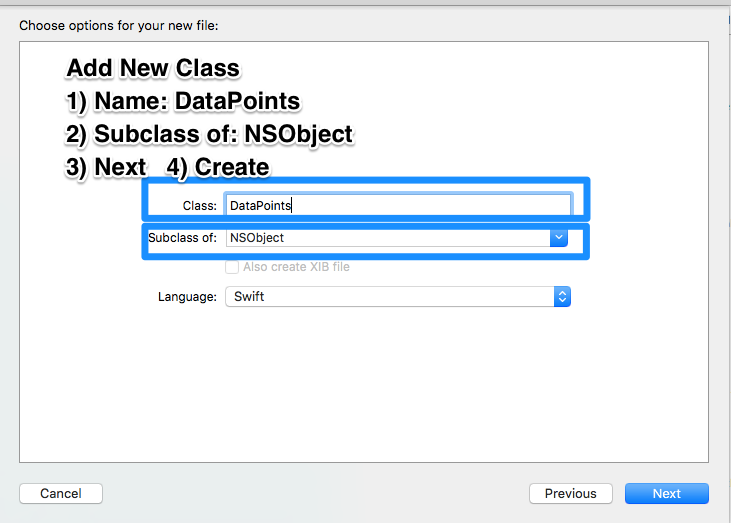 Choose options for your new file:
Add New Class
1) Name: DataPoints
2) Subclass of: NSObject
3) Next 4) Create
Class: DataPoints
Subclass of: NSObject
Also create XIB file
Language: Swift
Cancel Previous Next